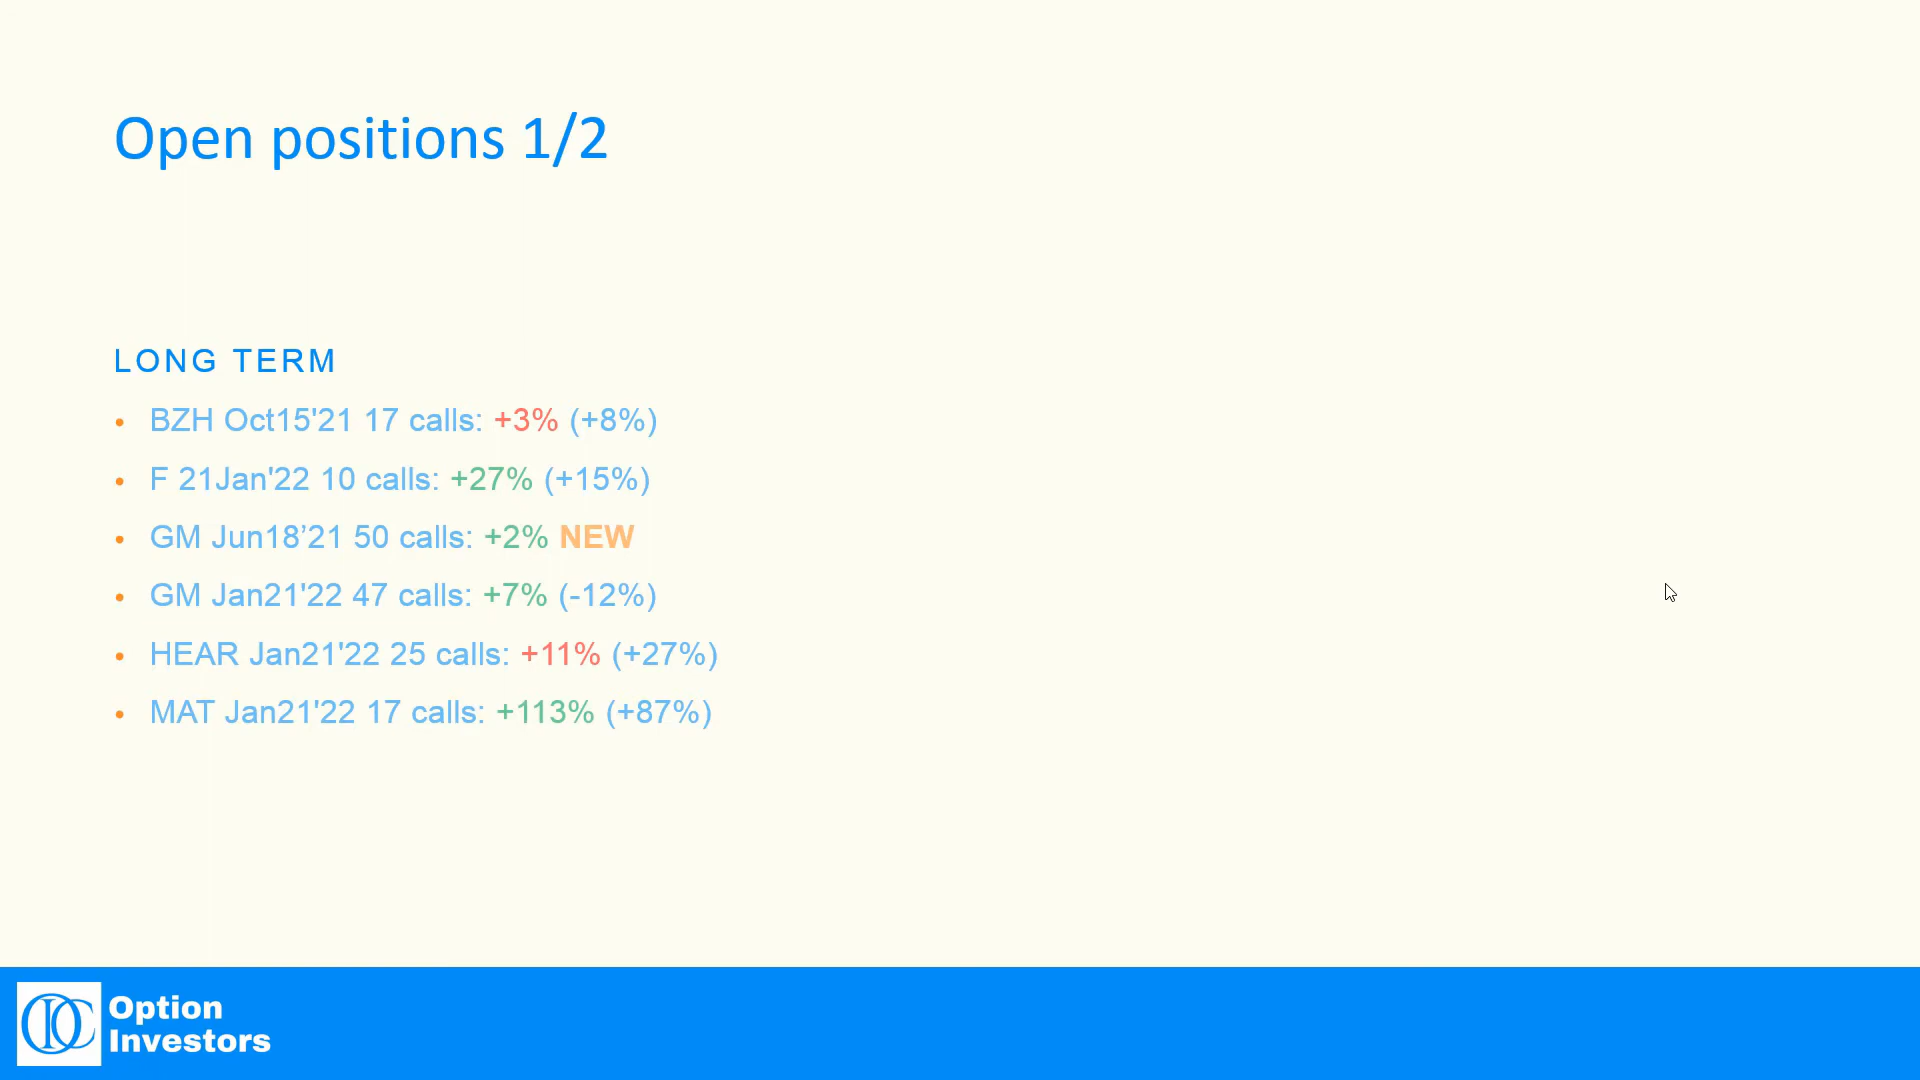 Open positions 1/2
LONG TERM
• BZH Oct15'21 17 calls: +3% (+8%)
• F 21Jan'22 10 calls: +27% (+15%)
• GM Jun18’21 50 calls: +2% NEW
• GM Jan21'22 47 calls: +7% (-12%)
• HEAR Jan21'22 25 calls: +11% (+27%)
• MAT Jan21'22 17 calls: +113% (+87%)
Option
Investors